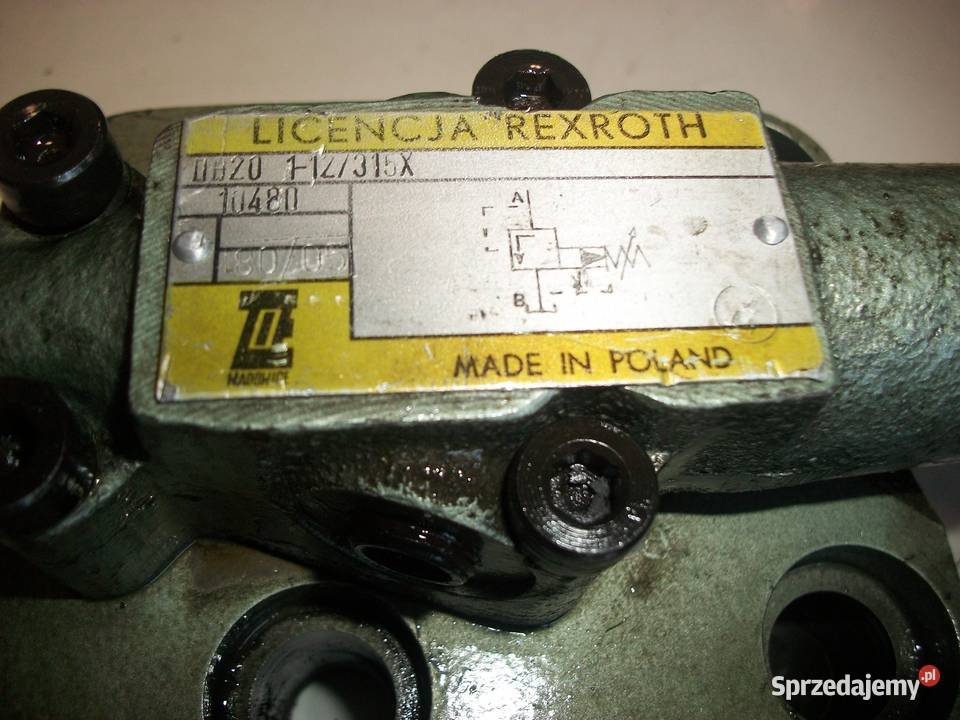 LICENCJA REXROTH
DB20 1-12/315X
10480
80/05
A
B
MADE IN POLAND
Sprzedajemy.pl